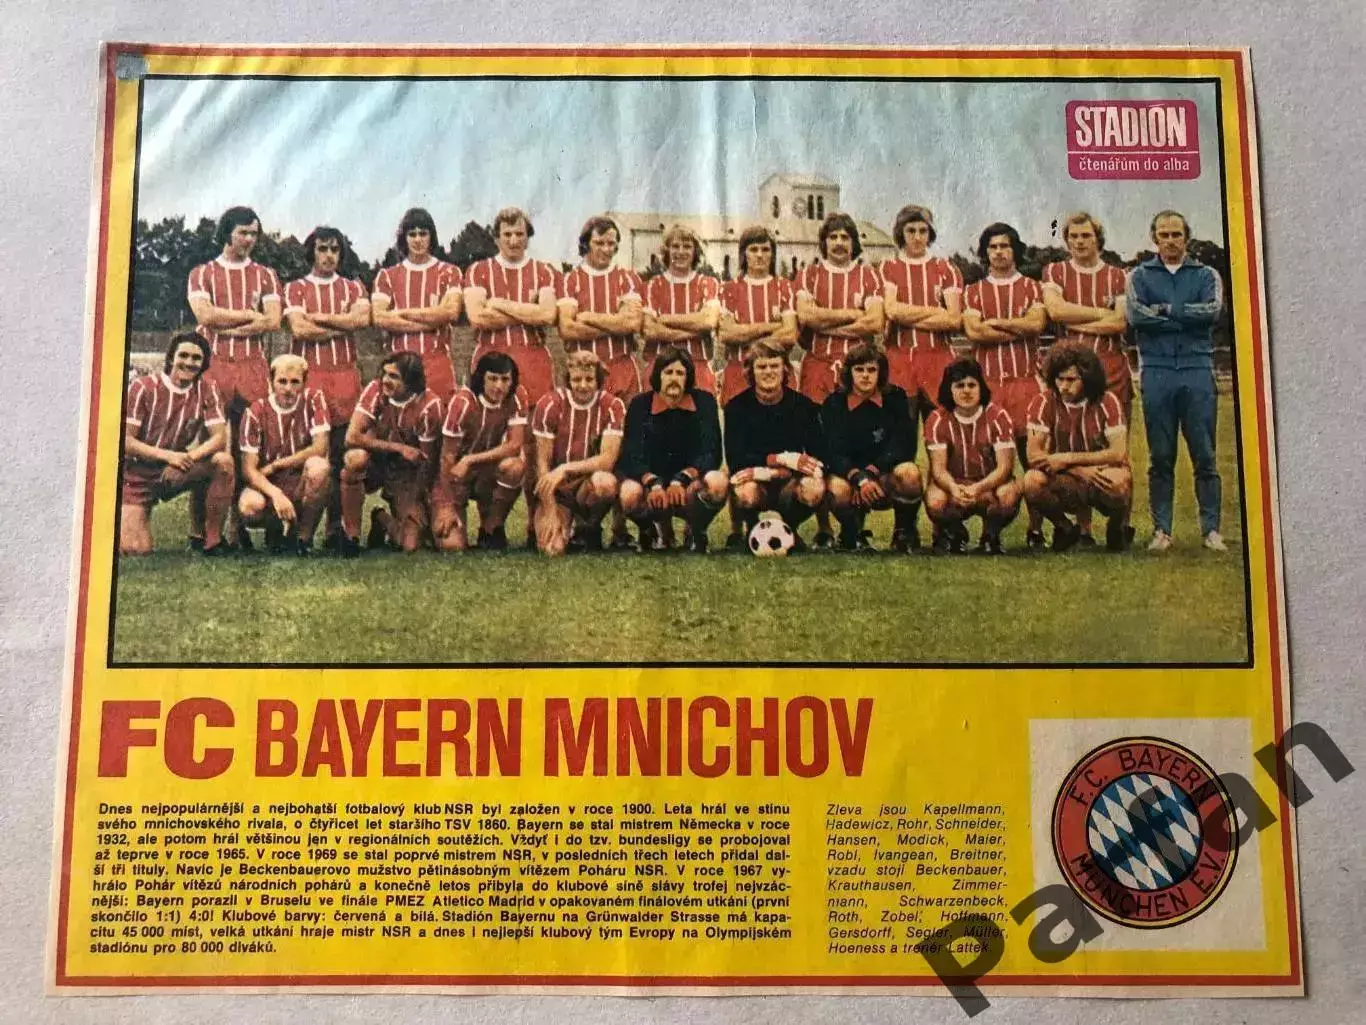 STADIÓN
čtenářům do alba
FC BAYERN MNICHOV
Dnes nejpopulárnější a nejbohatší fotbalový klub NSR byl založen v roce 1900. Leta hrál ve stínu
svého mnichovského rivala, o čtyřicet let staršího TSV 1860. Bayern se stal mistrem Německa v roce
1932, ale potom hrál většinou jen v regionálních soutěžích. Vždyť i do tzv. bundesligy se probojoval
až teprve v roce 1965. V roce 1969 se stal poprvé mistrem NSR, v posledních třech letech přidal dal-
ší tři tituly. Navíc je Beckenbauerovo mužstvo pětinásobným vítězem Poháru NSR. V roce 1967 vy-
hrálo Pohár vítězů národních pohárů a konečně letos přibyla do klubové síně slávy trofej nejvzác-
nější: Bayern porazil v Bruselu ve finále PMEZ Atletico Madrid v opakovaném finálovém utkání (první
skončilo 1:1) 4:0! Klubové barvy: červená a bílá. Stadión Bayernu na Grünwalder Strasse má kapa-
citu 45 000 míst, velká utkání hraje mistr NSR a dnes i nejlepší klubový tým Evropy na Olympijském
stadiónu pro 80 000 diváků.
Zleva jsou Kapellmann,
Hadewicz, Rohr, Schneider,
Hansen, Modick, Maier,
Robl, Ivangean, Breitner,
vzadu stojí Beckenbauer,
Krauthausen, Zimmer-
mann, Schwarzenbeck,
Roth, Zobel, Hoffmann,
Gersdorff, Segler, Müller,
Hoeness a trenér Lattek.
F.C. BAYERN
MÜNCHEN E.V.